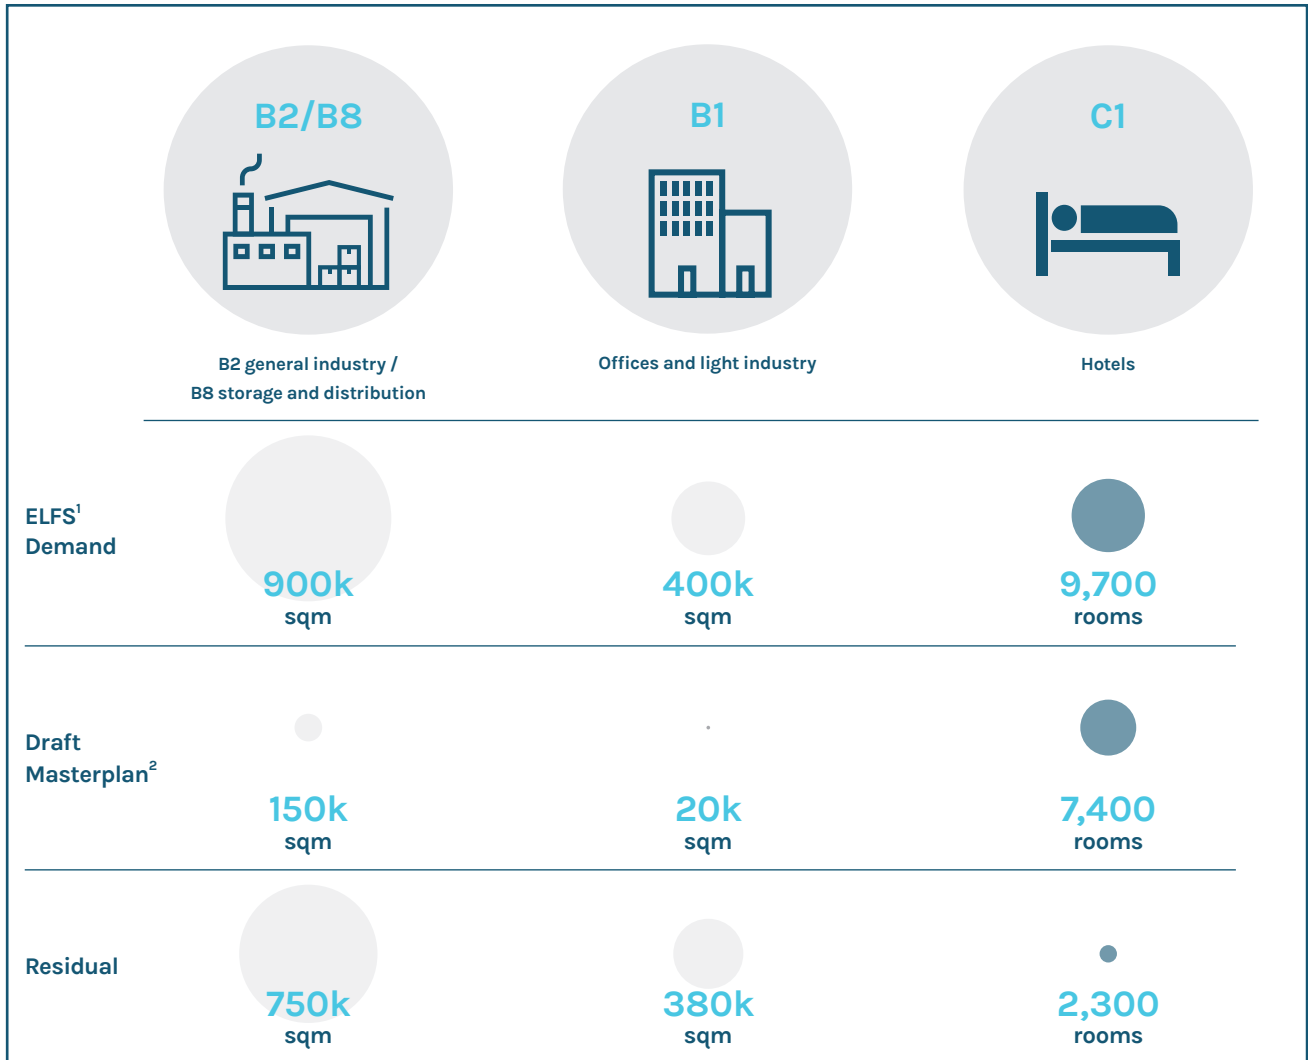 B2/B8
B1
C1
B2 general industry /
B8 storage and distribution
Offices and light industry
Hotels
ELFS¹
Demand
900k
sqm
400k
sqm
9,700
rooms
Draft
Masterplan²
150k
sqm
20k
sqm
7,400
rooms
Residual
750k
sqm
380k
sqm
2,300
rooms